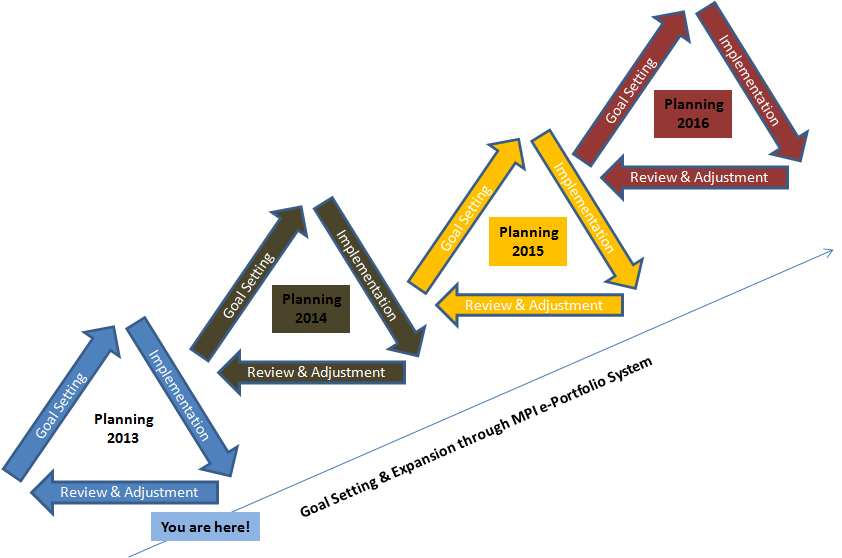 Goal Setting
Implementation
Planning
2016
Review & Adjustment
Goal Setting
Implementation
Planning
2015
Review & Adjustment
Goal Setting
Implementation
Planning
2014
Review & Adjustment
Goal Setting
Implementation
Planning
2013
Review & Adjustment
You are here!
Goal Setting & Expansion through MPI e-Portfolio System